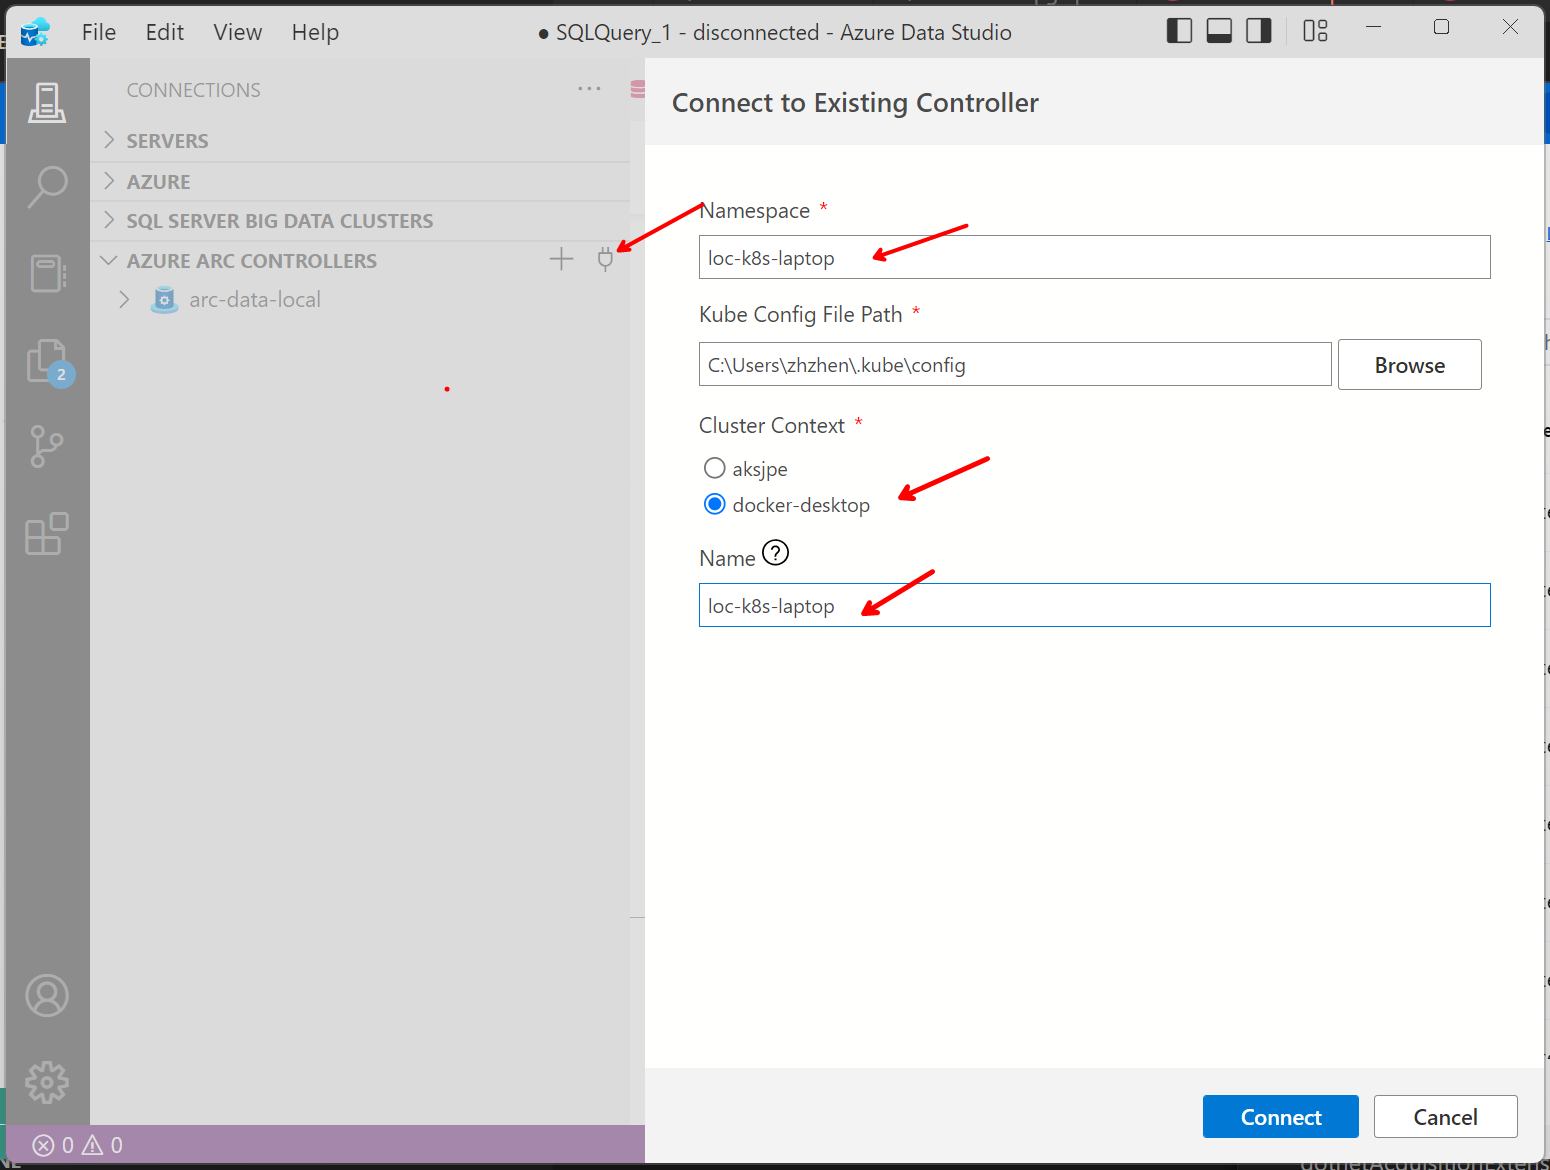 File Edit View Help
● SQLQuery_1 - disconnected - Azure Data Studio
CONNECTIONS
SERVERS
AZURE
SQL SERVER BIG DATA CLUSTERS
AZURE ARC CONTROLLERS
arc-data-local
2
0 0
Connect to Existing Controller
Namespace *
loc-k8s-laptop
Kube Config File Path *
C:\Users\zhzhen\.kube\config
Browse
Cluster Context *
aksjpe
docker-desktop
Name ?
loc-k8s-laptop
Connect Cancel